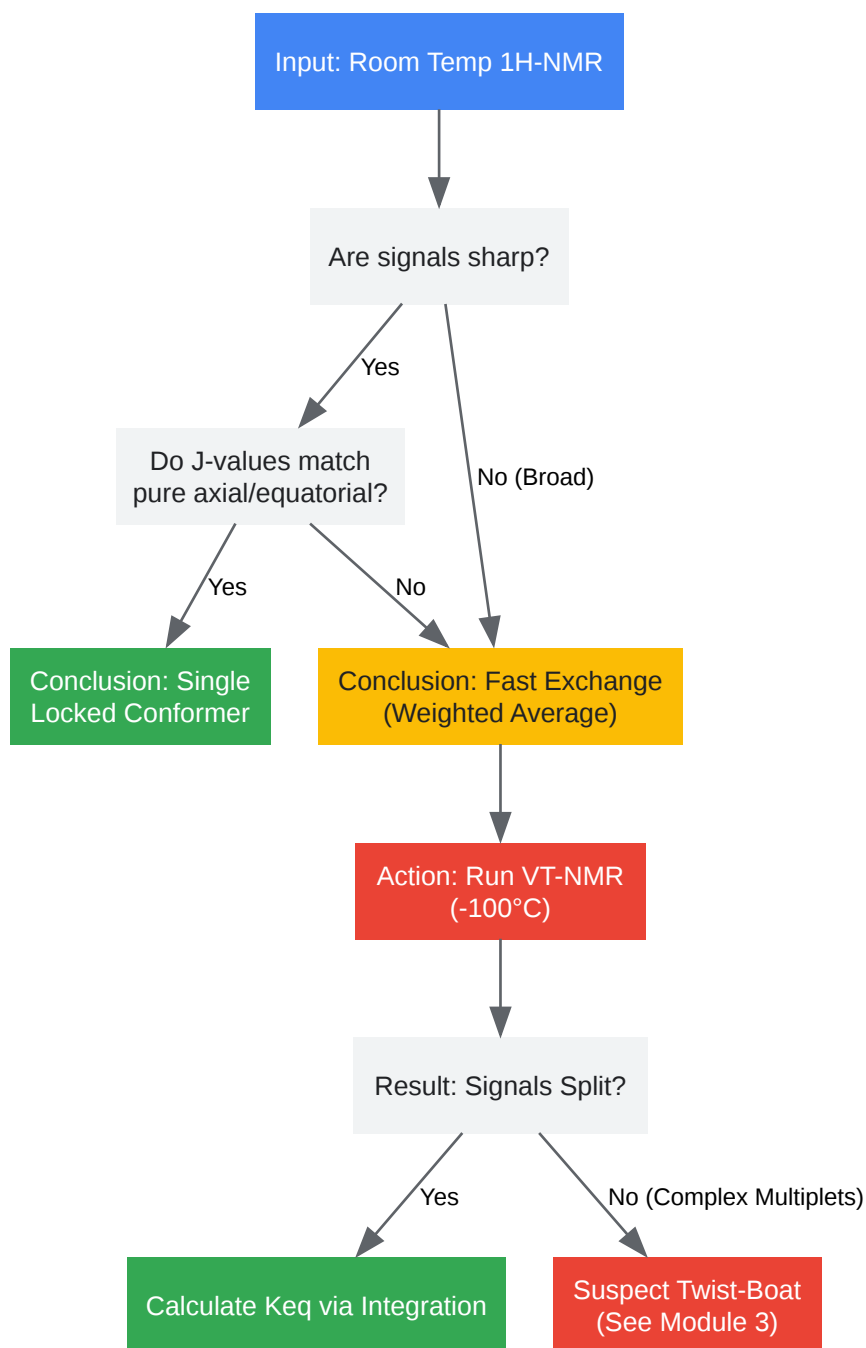 Input: Room Temp 1H-NMR
Are signals sharp?
Yes
Do J-values match
pure axial/equatorial?
No (Broad)
Yes
No
Conclusion: Single
Locked Conformer
Conclusion: Fast Exchange
(Weighted Average)
Action: Run VT-NMR
(-100°C)
Result: Signals Split?
Yes
No (Complex Multiplets)
Calculate Keq via Integration
Suspect Twist-Boat
(See Module 3)